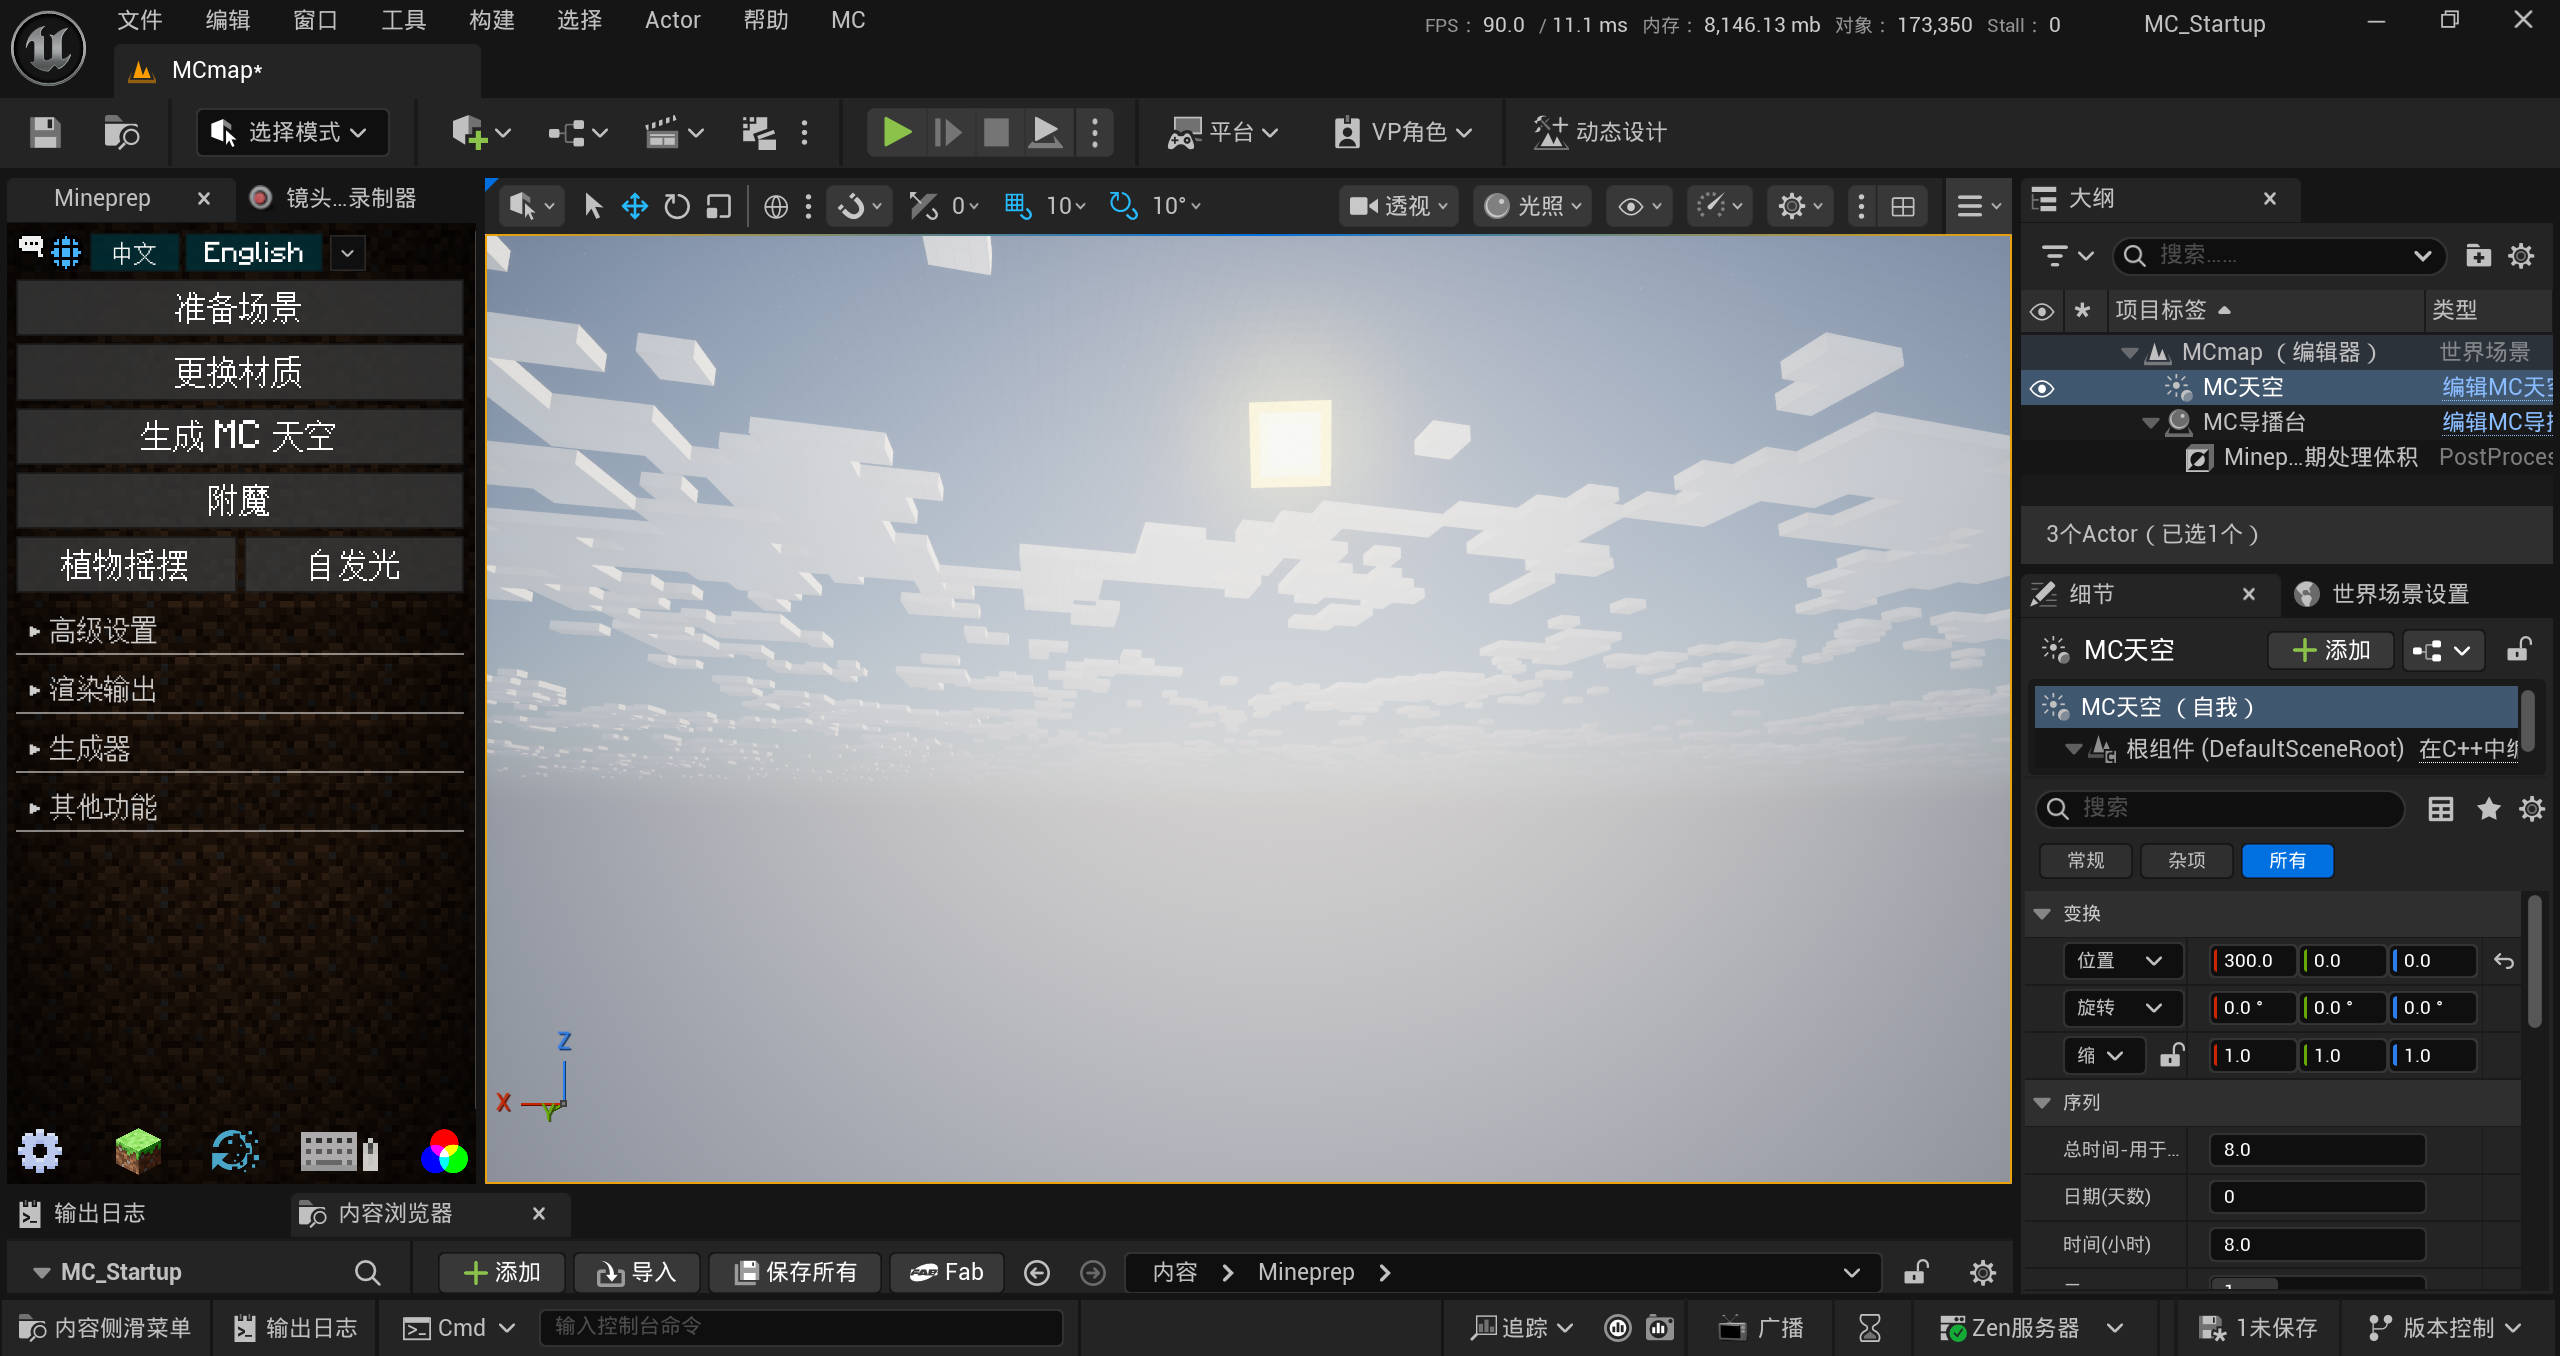 文件 编辑 窗口 工具 构建 选择 Actor 帮助 MC
FPS： 90.0 / 11.1 ms 内存： 8,146.13 mb 对象： 173,350 Stall： 0
MC_Startup
MCmap*
选择模式
平台
VP角色
动态设计
Mineprep
镜头...录制器
中文
English
准备场景
更换材质
生成 MC 天空
附魔
植物摇摆 自发光
高级设置
渲染输出
生成器
其他功能
0
10
10°
透视
光照
Z
X
Y
大纲
搜索……
项目标签 类型
MCmap （编辑器） 世界场景
MC天空 编辑MC天空
MC导播台 编辑MC导播
Minep...期处理体积 PostProces
3个Actor（已选1个）
细节
世界场景设置
MC天空
添加
MC天空 （自我）
根组件 (DefaultSceneRoot) 在C++中编
搜索
常规 杂项 所有
变换
位置 300.0 0.0 0.0
旋转 0.0 ° 0.0 ° 0.0 °
缩 1.0 1.0 1.0
序列
总时间-用于... 8.0
日期(天数) 0
时间(小时) 8.0
输出日志
内容浏览器
MC_Startup
添加
导入
保存所有
Fab
内容 > Mineprep >
内容侧滑菜单
输出日志
Cmd
输入控制台命令
追踪
广播
Zen服务器
1未保存
版本控制